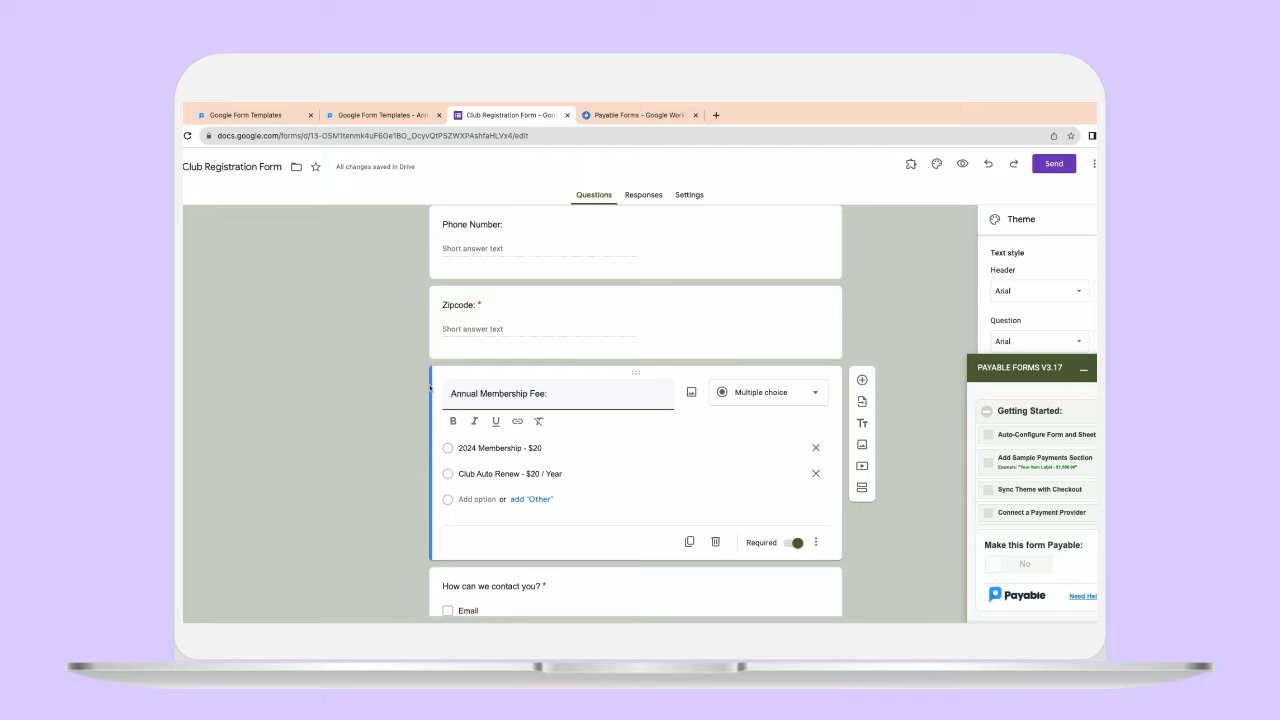 Google Form Templates
Google Form Templates - Ann
Club Registration Form - Goo
Payable Forms - Google Work
docs.google.com/forms/d/13-OSM1tenmk4uF6Ge1BO_OcyvQtPSZWXPAshfaHLVx4/edit
Club Registration Form
All changes saved in Drive
Send
Questions
Responses
Settings
Phone Number:
Short answer text
Zipcode: *
Short answer text
Annual Membership Fee:
Multiple choice
B I U
2024 Membership - $20
Club Auto Renew - $20 / Year
Add option or add "Other"
Required
How can we contact you? *
Email
Tт
Theme
Text style
Header
Arial
Question
Arial
PAYABLE FORMS V3.17
Getting Started:
Auto-Configure Form and Sheet
Add Sample Payments Section
Example: "Your Item Label - $1,000.00"
Sync Theme with Checkout
Connect a Payment Provider
Make this form Payable:
No
Payable
Need Hel